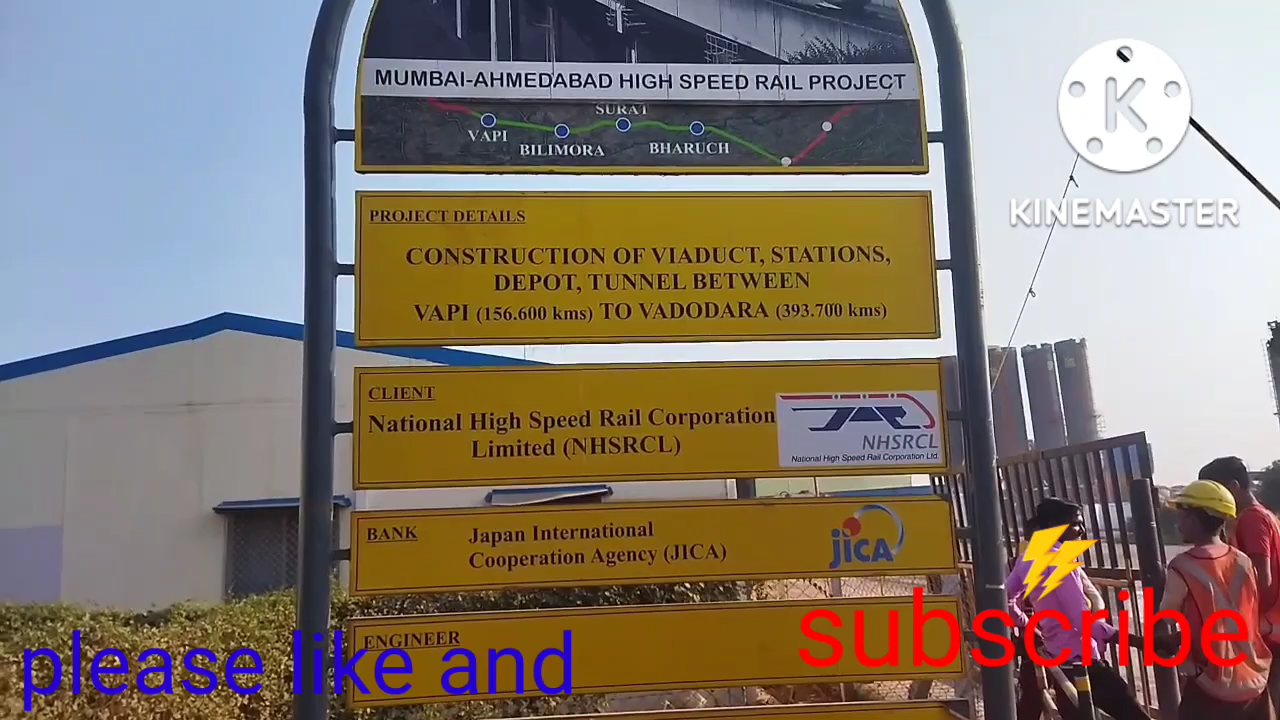 MUMBAI-AHMEDABAD HIGH SPEED RAIL PROJECT
SURAT
VAPI
BILIMORA
BHARUCH
PROJECT DETAILS
CONSTRUCTION OF VIADUCT, STATIONS,
DEPOT, TUNNEL BETWEEN
VAPI (156.600 kms) TO VADODARA (393.700 kms)
CLIENT
National High Speed Rail Corporation
Limited (NHSRCL)
NHSRCL
National High Speed Rail Corporation Ltd.
BANK
Japan International
Cooperation Agency (JICA)
jICA
ENGINEER
K
KINEMASTER
please like and
subscribe